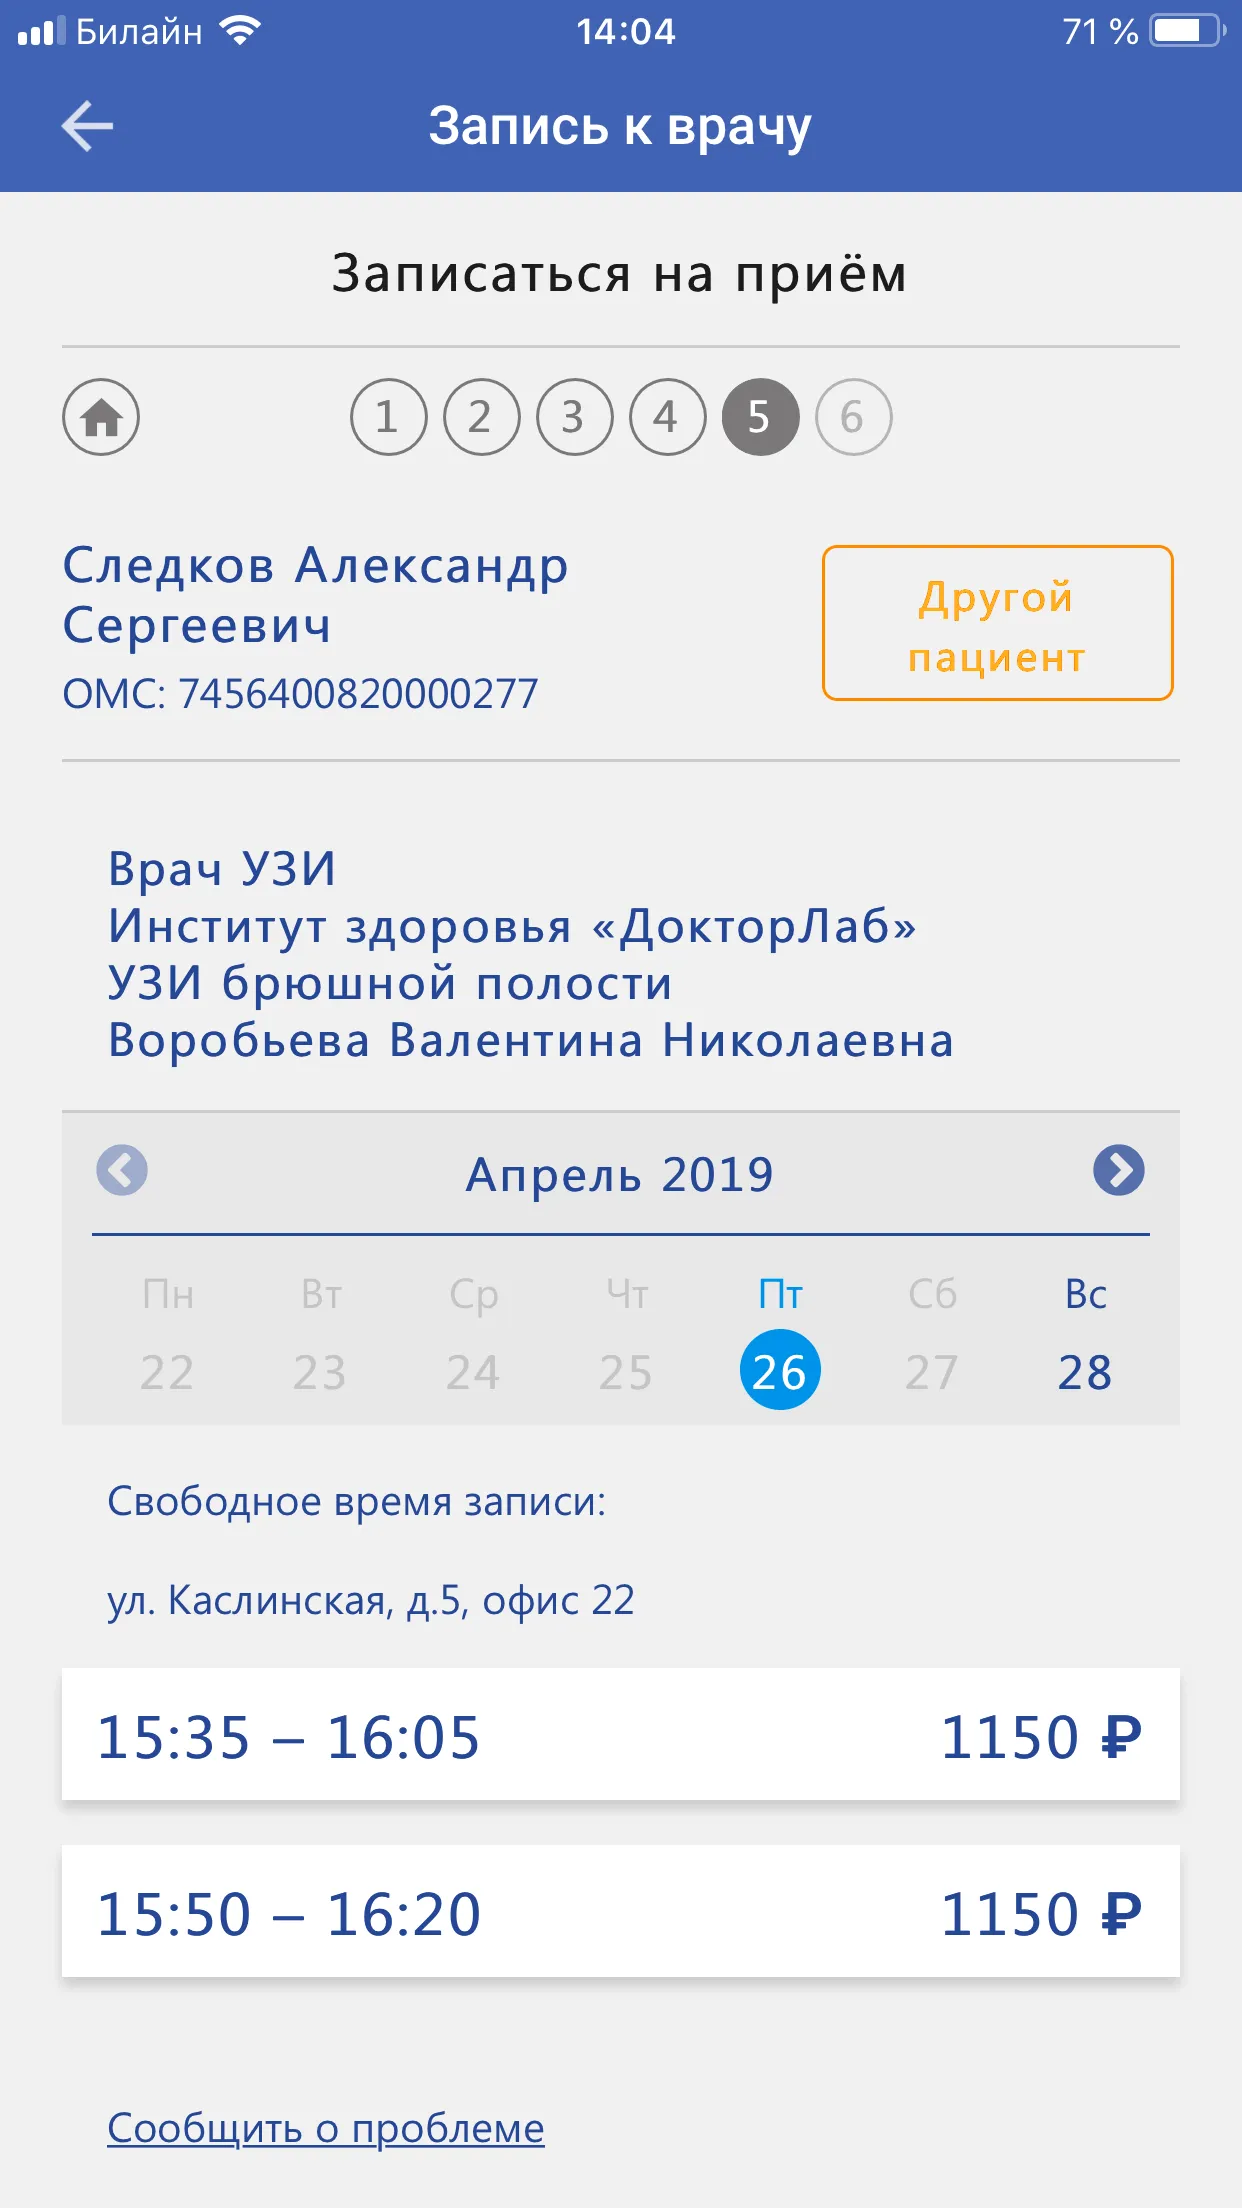 Билайн 14:04 71 %
Запись к врачу
Записаться на приём
1 2 3 4 5 6
Следков Александр
Сергеевич
ОМС: 7456400820000277
Другой
пациент
Врач УЗИ
Институт здоровья «ДокторЛаб»
УЗИ брюшной полости
Воробьева Валентина Николаевна
Апрель 2019
Пн Вт Ср Чт Пт Сб Вс
22 23 24 25 26 27 28
Свободное время записи:
ул. Каслинская, д.5, офис 22
15:35 – 16:05 1150 ₽
15:50 – 16:20 1150 ₽
Сообщить о проблеме